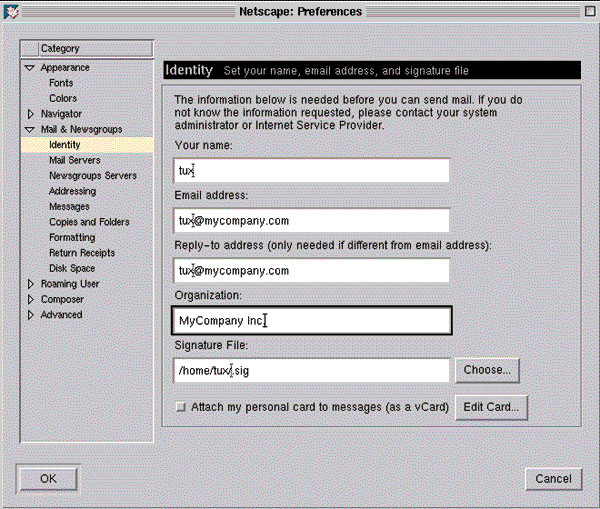 Netscape: Preferences
Category
Appearance
Fonts
Colors
Navigator
Mail & Newsgroups
Identity
Mail Servers
Newsgroups Servers
Addressing
Messages
Copies and Folders
Formatting
Return Receipts
Disk Space
Roaming User
Composer
Advanced
Identity Set your name, email address, and signature file
The information below is needed before you can send mail. If you do
not know the information requested, please contact your system
administrator or Internet Service Provider.
Your name:
tux
Email address:
tux@mycompany.com
Reply-to address (only needed if different from email address):
tux@mycompany.com
Organization:
MyCompany Inc
Signature File:
/home/tux/.sig
Choose...
Attach my personal card to messages (as a vCard)
Edit Card...
OK
Cancel